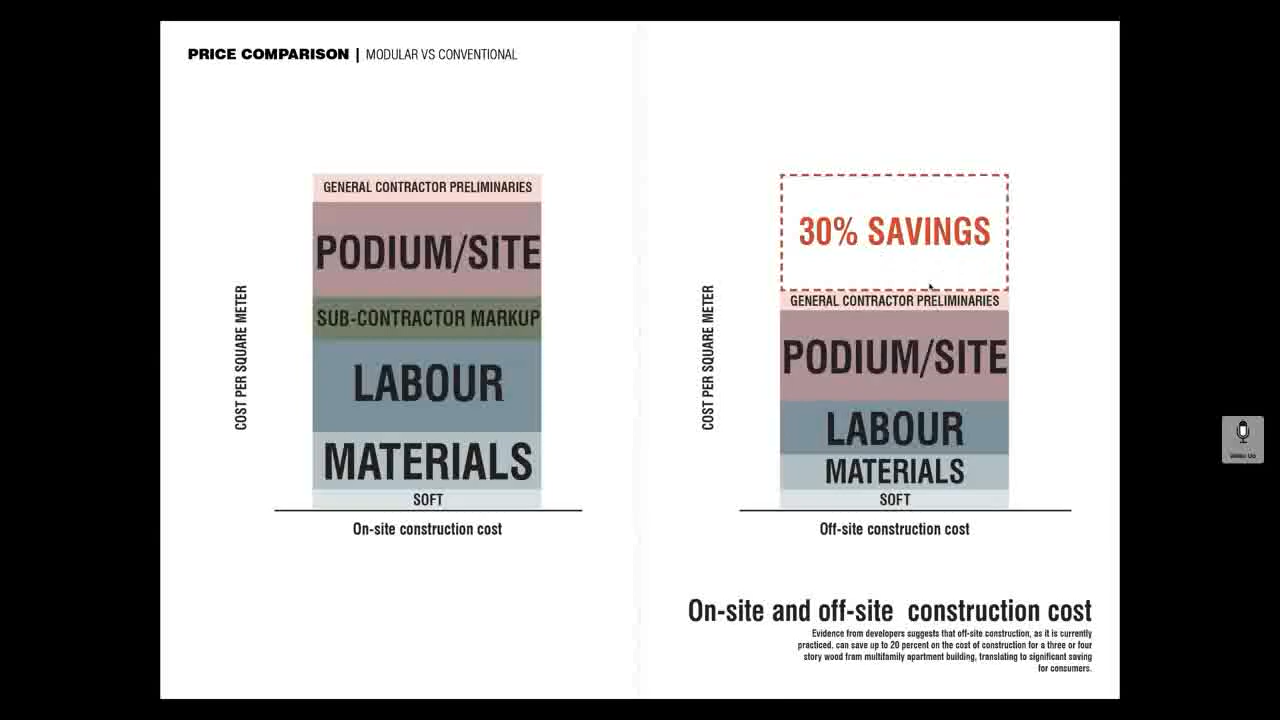 PRICE COMPARISON | MODULAR VS CONVENTIONAL
GENERAL CONTRACTOR PRELIMINARIES
PODIUM/SITE
SUB-CONTRACTOR MARKUP
LABOUR
MATERIALS
SOFT
COST PER SQUARE METER
On-site construction cost
30% SAVINGS
GENERAL CONTRACTOR PRELIMINARIES
PODIUM/SITE
LABOUR
MATERIALS
SOFT
COST PER SQUARE METER
Off-site construction cost
On-site and off-site construction cost
Evidence from developers suggests that off-site construction, as it is currently
practiced, can save up to 20 percent on the cost of construction for a three or four
story wood fram multifamily apartment building, translating to significant saving
for consumers.